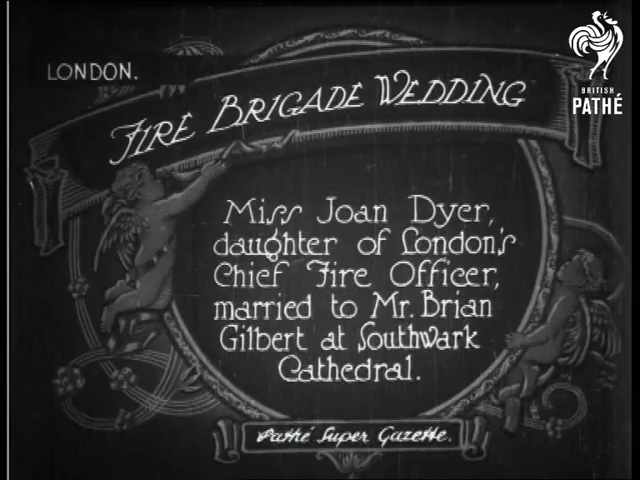 LONDON.
FIRE BRIGADE WEDDING
Miss Joan Dyer,
daughter of London's
Chief Fire Officer,
married to Mr. Brian
Gilbert at Southwark
Cathedral.
Pathé Super Gazette.
BRITISH
PATHÉ